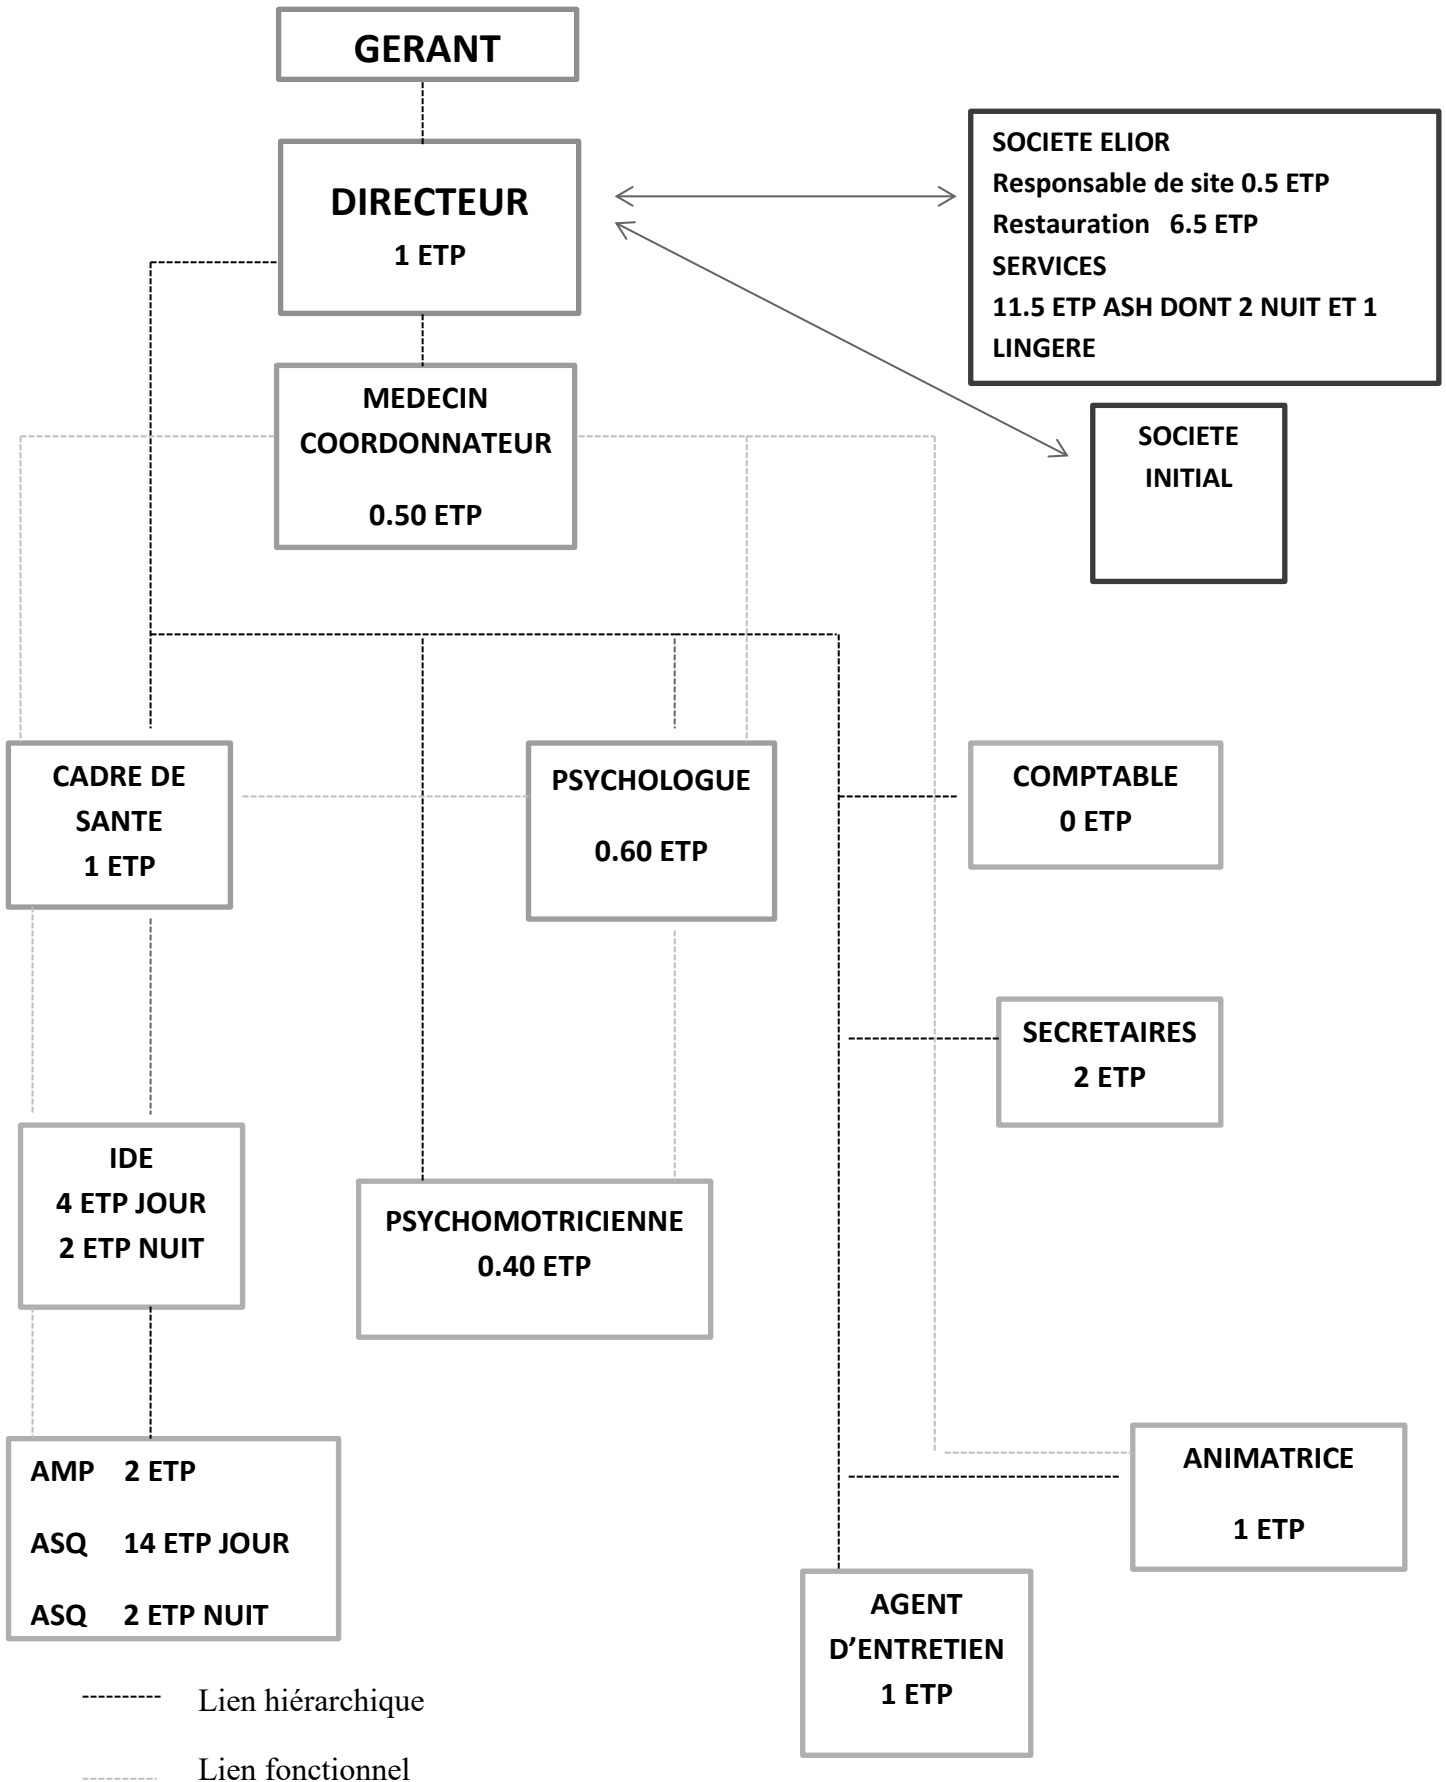 GERANT
DIRECTEUR
1 ETP
SOCIETE ELIOR
Responsable de site 0.5 ETP
Restauration 6.5 ETP
SERVICES
11.5 ETP ASH DONT 2 NUIT ET 1
LINGERE
MEDECIN
COORDONNATEUR
0.50 ETP
SOCIETE
INITIAL
CADRE DE
SANTE
1 ETP
PSYCHOLOGUE
0.60 ETP
COMPTABLE
0 ETP
SECRETAIRES
2 ETP
IDE
4 ETP JOUR
2 ETP NUIT
PSYCHOMOTRICIENNE
0.40 ETP
AMP 2 ETP
ASQ 14 ETP JOUR
ASQ 2 ETP NUIT
ANIMATRICE
1 ETP
AGENT
D’ENTRETIEN
1 ETP
Lien hiérarchique
Lien fonctionnel